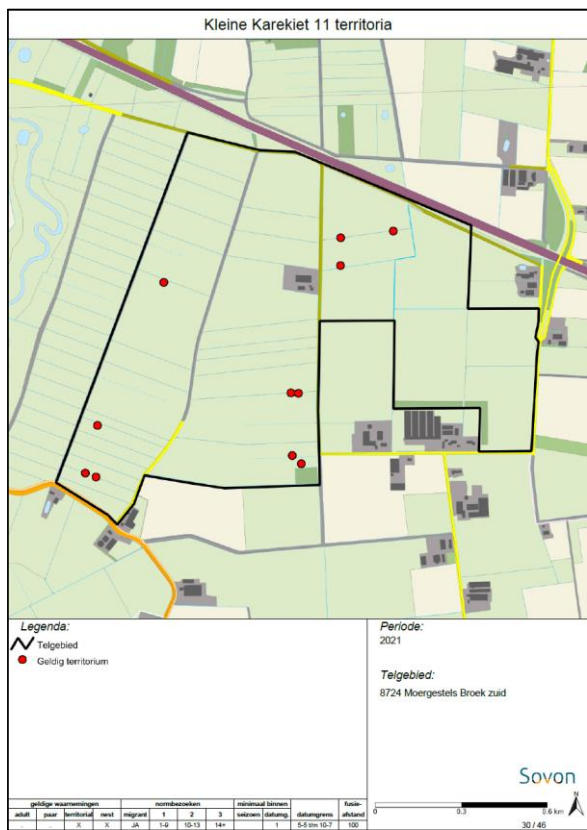 Kleine Karekiet 11 territoria
Legenda:
Telgebied
Geldig territorium
Periode:
2021
Telgebied:
8724 Moergestels Broek zuid
Sovon
N
0 0.3 0.6 km
30 / 46
geldige waarnemingen normbezoeken minimaal binnen fusie-
adult paar territoriaal nest migrant 1 2 3 seizoen datumg. datumgrens afstand
. . X X JA 1-9 10-13 14+ . 1 5-5 t/m 10-7 100